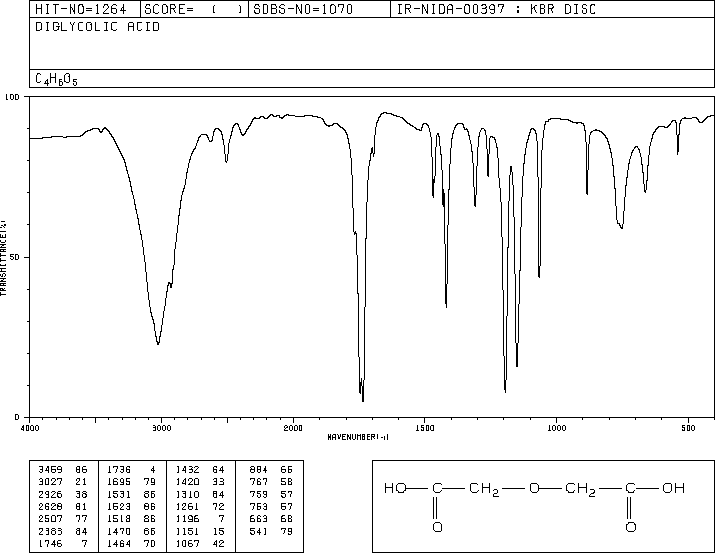 HIT-NO=1264 SCORE= ( ) SDBS-NO=1070 IR-NIDA-00397 : KBR DISC
DIGLYCOLIC ACID
C4H6O5
100
50
0
TRANSMITTANCE(%)
4000 3000 2000 1500 1000 500
WAVENUMBER(-1)
3469 86 1736 4 1432 64 884 66
3027 21 1695 79 1420 33 767 58
2926 38 1531 86 1310 64 759 57
2628 81 1523 86 1261 72 753 57
2507 77 1518 86 1196 7 663 68
2383 84 1470 66 1151 15 541 79
1746 7 1464 70 1067 42
HO C CH2 O CH2 C OH
O O